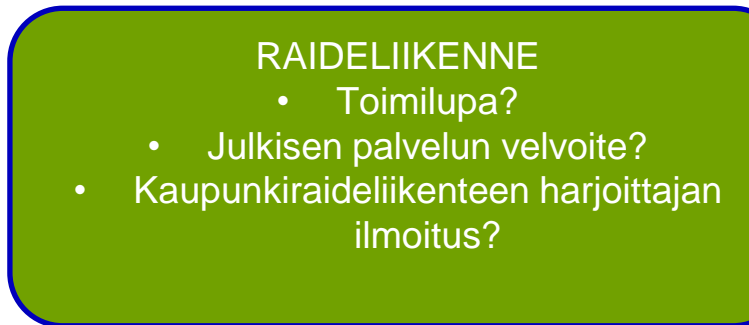 RAIDELIIKENNE
• Toimilupa?
• Julkisen palvelun velvoite?
• Kaupunkiraideliikenteen harjoittajan
ilmoitus?